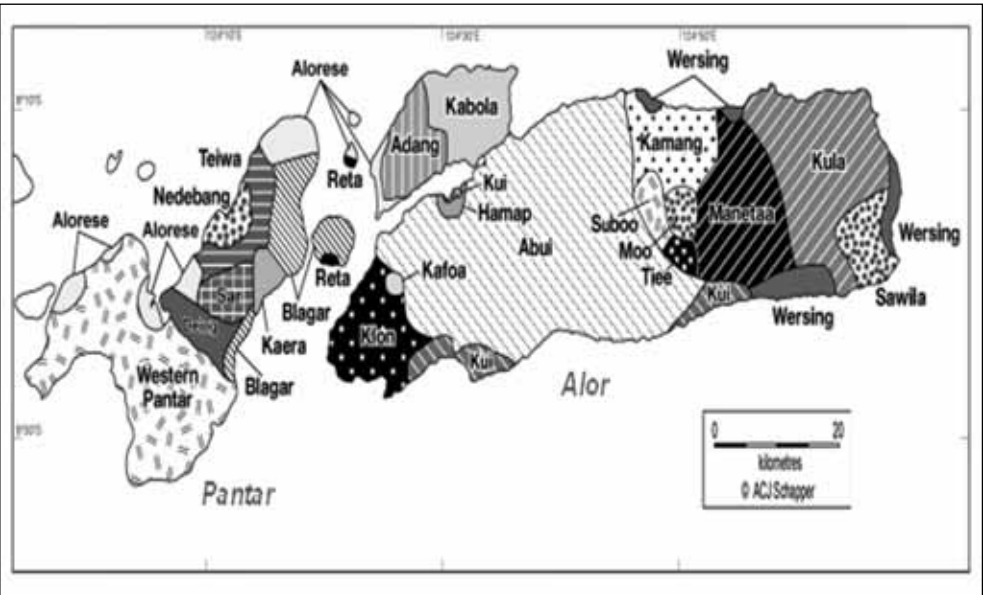 Alorese
Wersing
Kabola
Adang
Kamang
Teiwa
Kula
Reta
Nedebang
Kui
Hamap
Alorese
Alorese
Suboo
Manetaa
Abui
Wersing
Moo
Kafoa
Reta
Tiee
Sar
Kui
Sawila
Blagar
Wersing
Kaera
Klon
Kui
Western
Pantar
Blagar
Alor
0 20
kilometres
© ACJ Schapper
Pantar